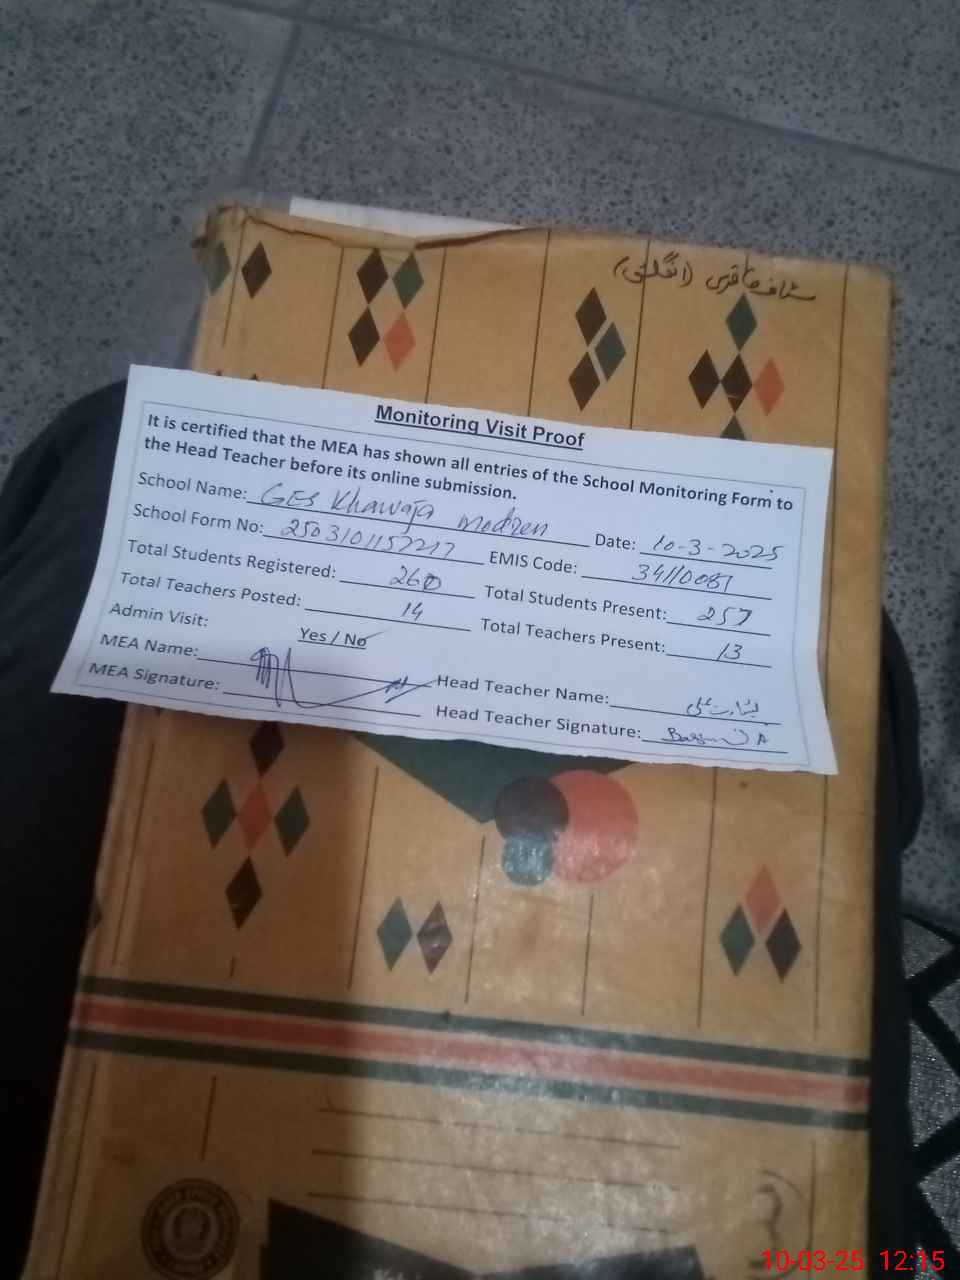 سٹاف حاضری (انگلش)
Monitoring Visit Proof
It is certified that the MEA has shown all entries of the School Monitoring Form to
the Head Teacher before its online submission.
School Name: GES Khawaja Modren Date: 10-3-2025
School Form No: 2503101157217 EMIS Code: 34110087
Total Students Registered: 260 Total Students Present: 257
Total Teachers Posted: 14 Total Teachers Present: 13
Admin Visit: Yes / No
MEA Name: Head Teacher Name: بشارت علی
MEA Signature: Head Teacher Signature:
10-03-25 12:15